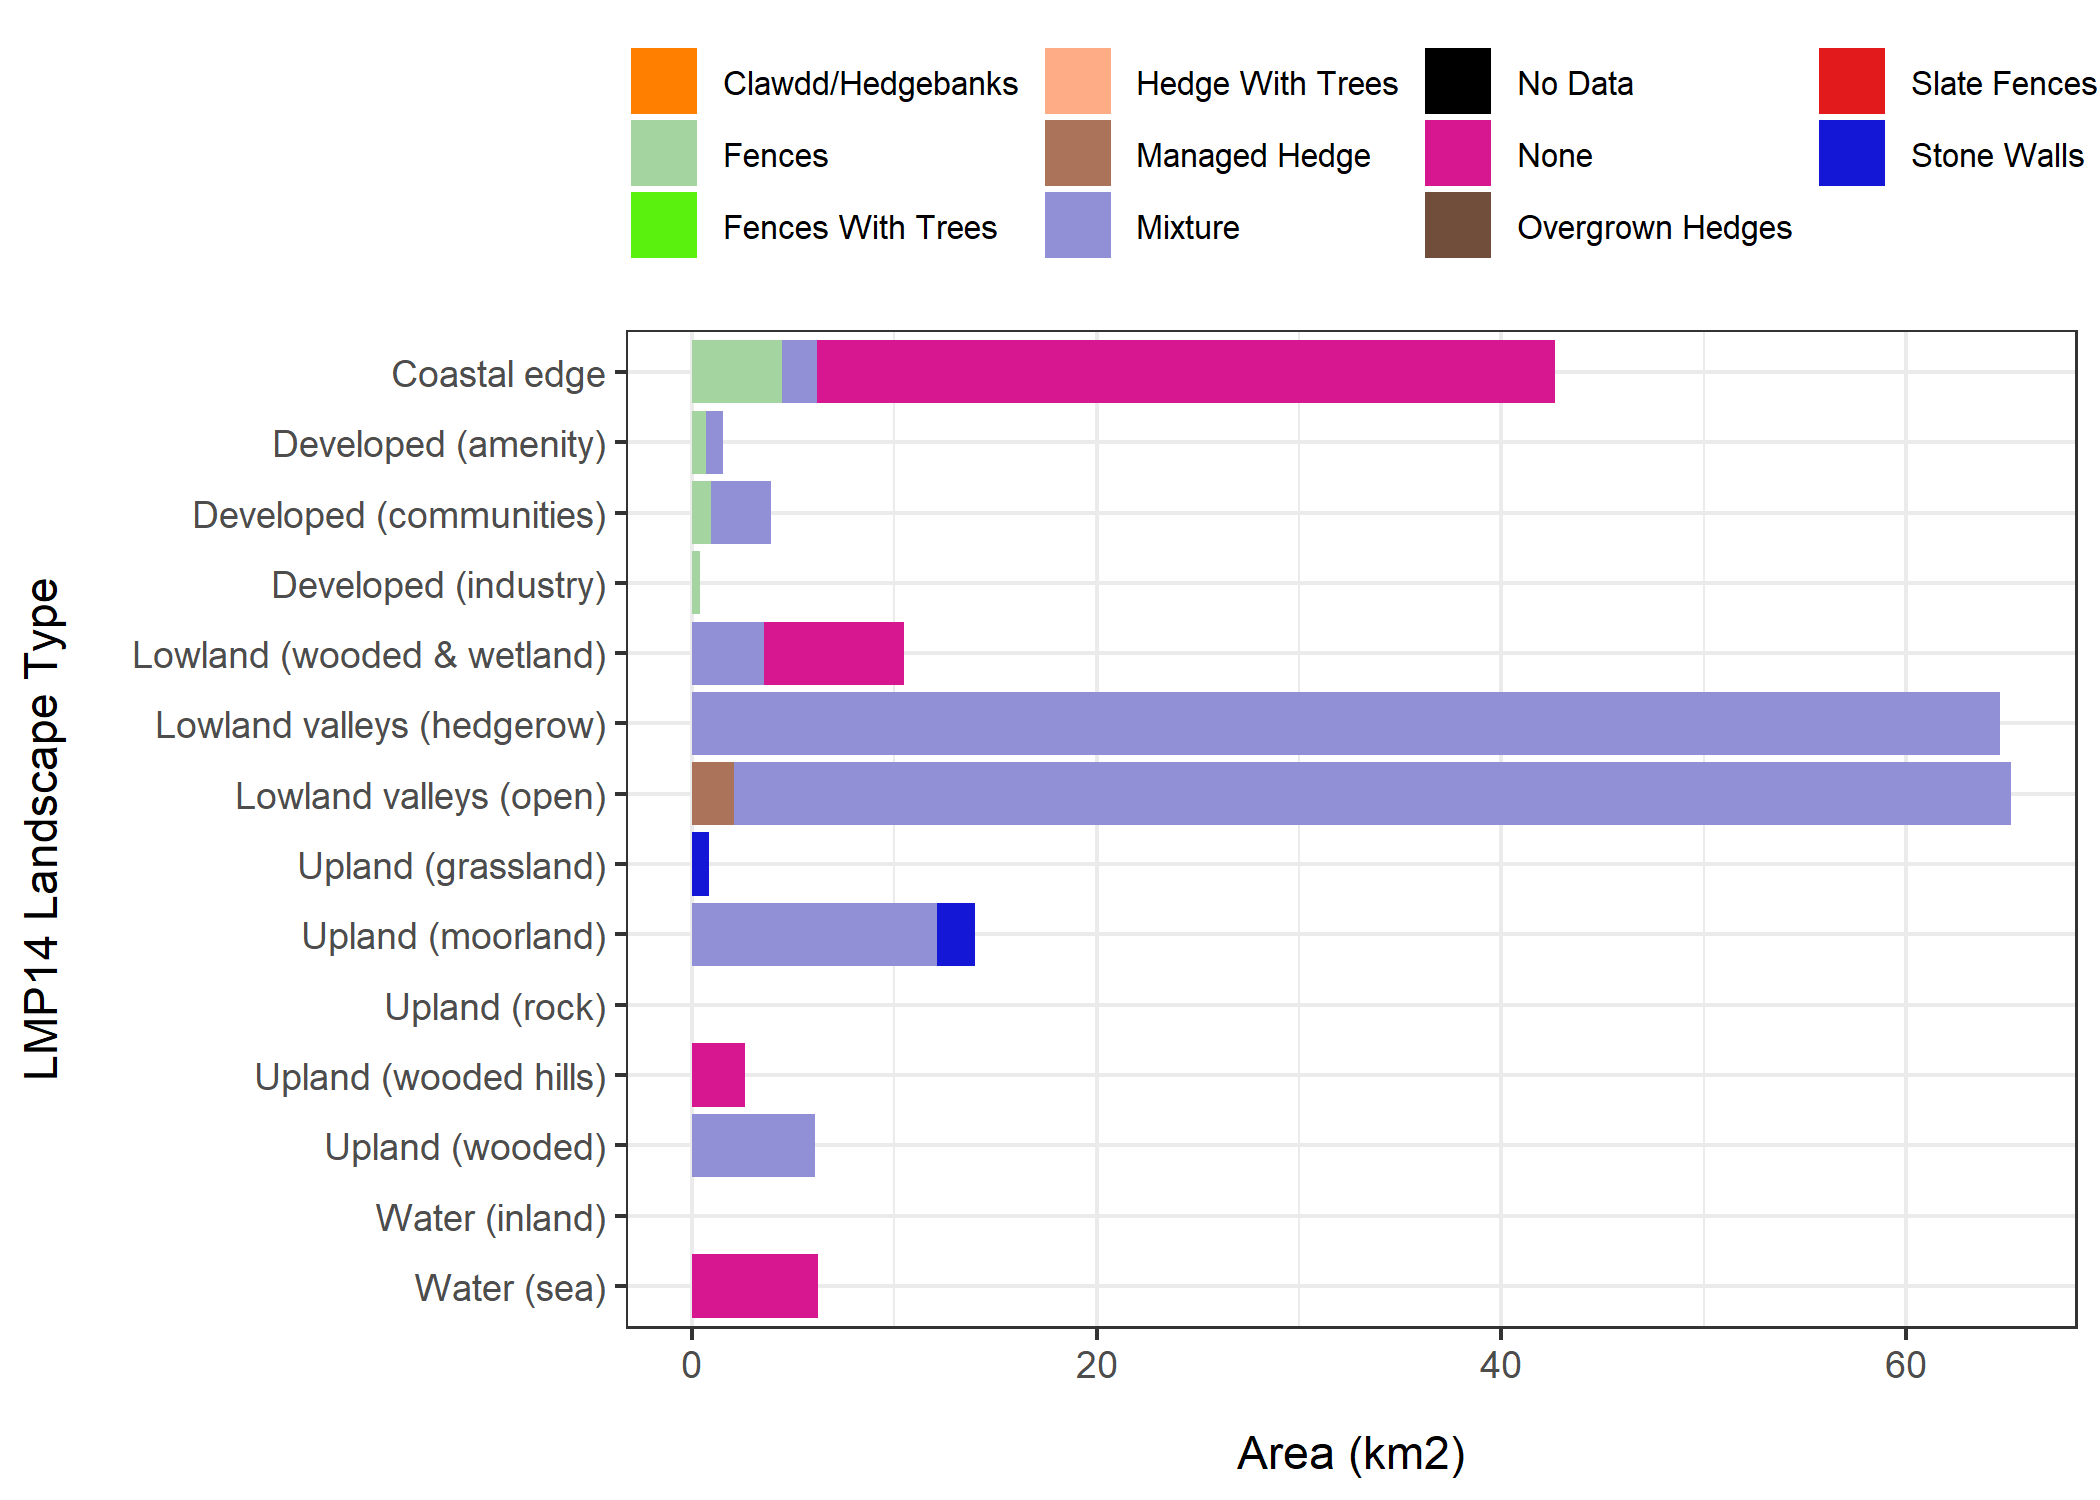 Clawdd/Hedgebanks Hedge With Trees No Data Slate Fences
Fences Managed Hedge None Stone Walls
Fences With Trees Mixture Overgrown Hedges
LMP14 Landscape Type
Coastal edge
Developed (amenity)
Developed (communities)
Developed (industry)
Lowland (wooded & wetland)
Lowland valleys (hedgerow)
Lowland valleys (open)
Upland (grassland)
Upland (moorland)
Upland (rock)
Upland (wooded hills)
Upland (wooded)
Water (inland)
Water (sea)
0 20 40 60
Area (km2)